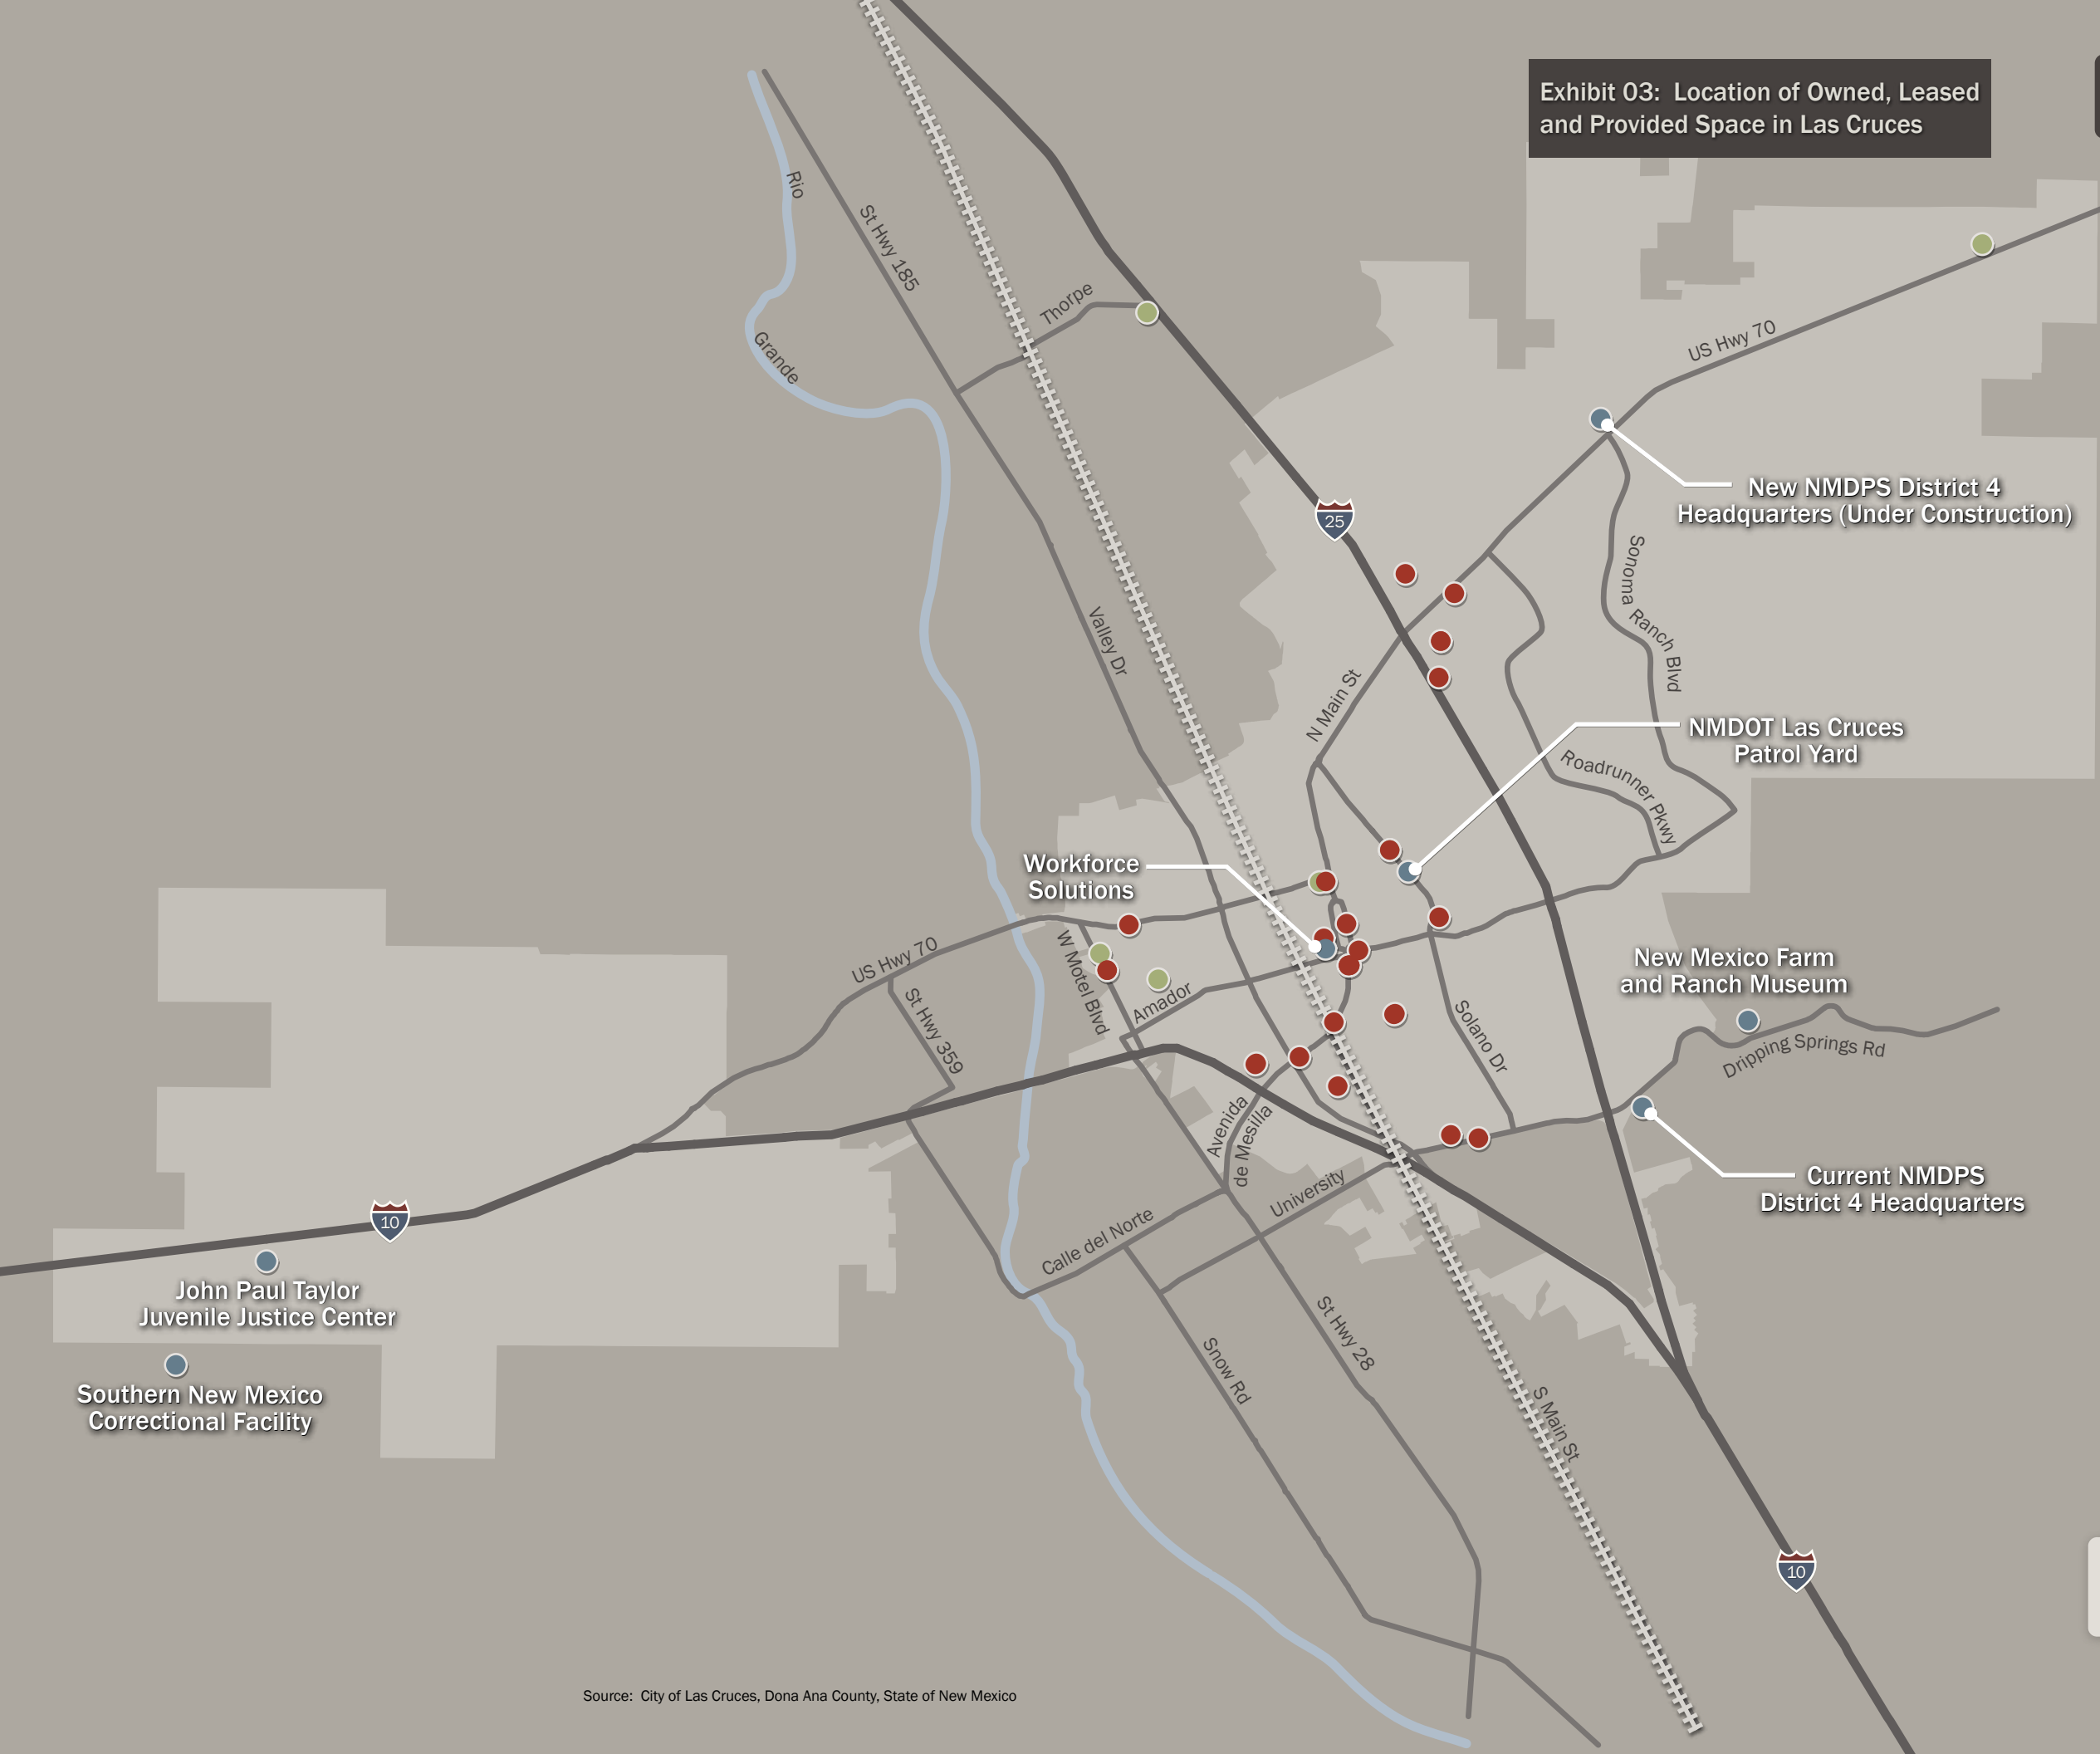 Exhibit 03:  Location of Owned, Leased
and Provided Space in Las Cruces
Rio
St Hwy 185
Thorpe
Grande
US Hwy 70
New NMDPS District 4
Headquarters (Under Construction)
25
Sonoma Ranch Blvd
Valley Dr
N Main St
NMDOT Las Cruces
Patrol Yard
Roadrunner Pkwy
Workforce
Solutions
US Hwy 70
W Motel Blvd
St Hwy 359
Amador
Solano Dr
New Mexico Farm
and Ranch Museum
Dripping Springs Rd
Avenida
de Mesilla
University
Calle del Norte
Current NMDPS
District 4 Headquarters
10
John Paul Taylor
Juvenile Justice Center
Southern New Mexico
Correctional Facility
St Hwy 28
Snow Rd
S Main St
10
Source:  City of Las Cruces, Dona Ana County, State of New Mexico